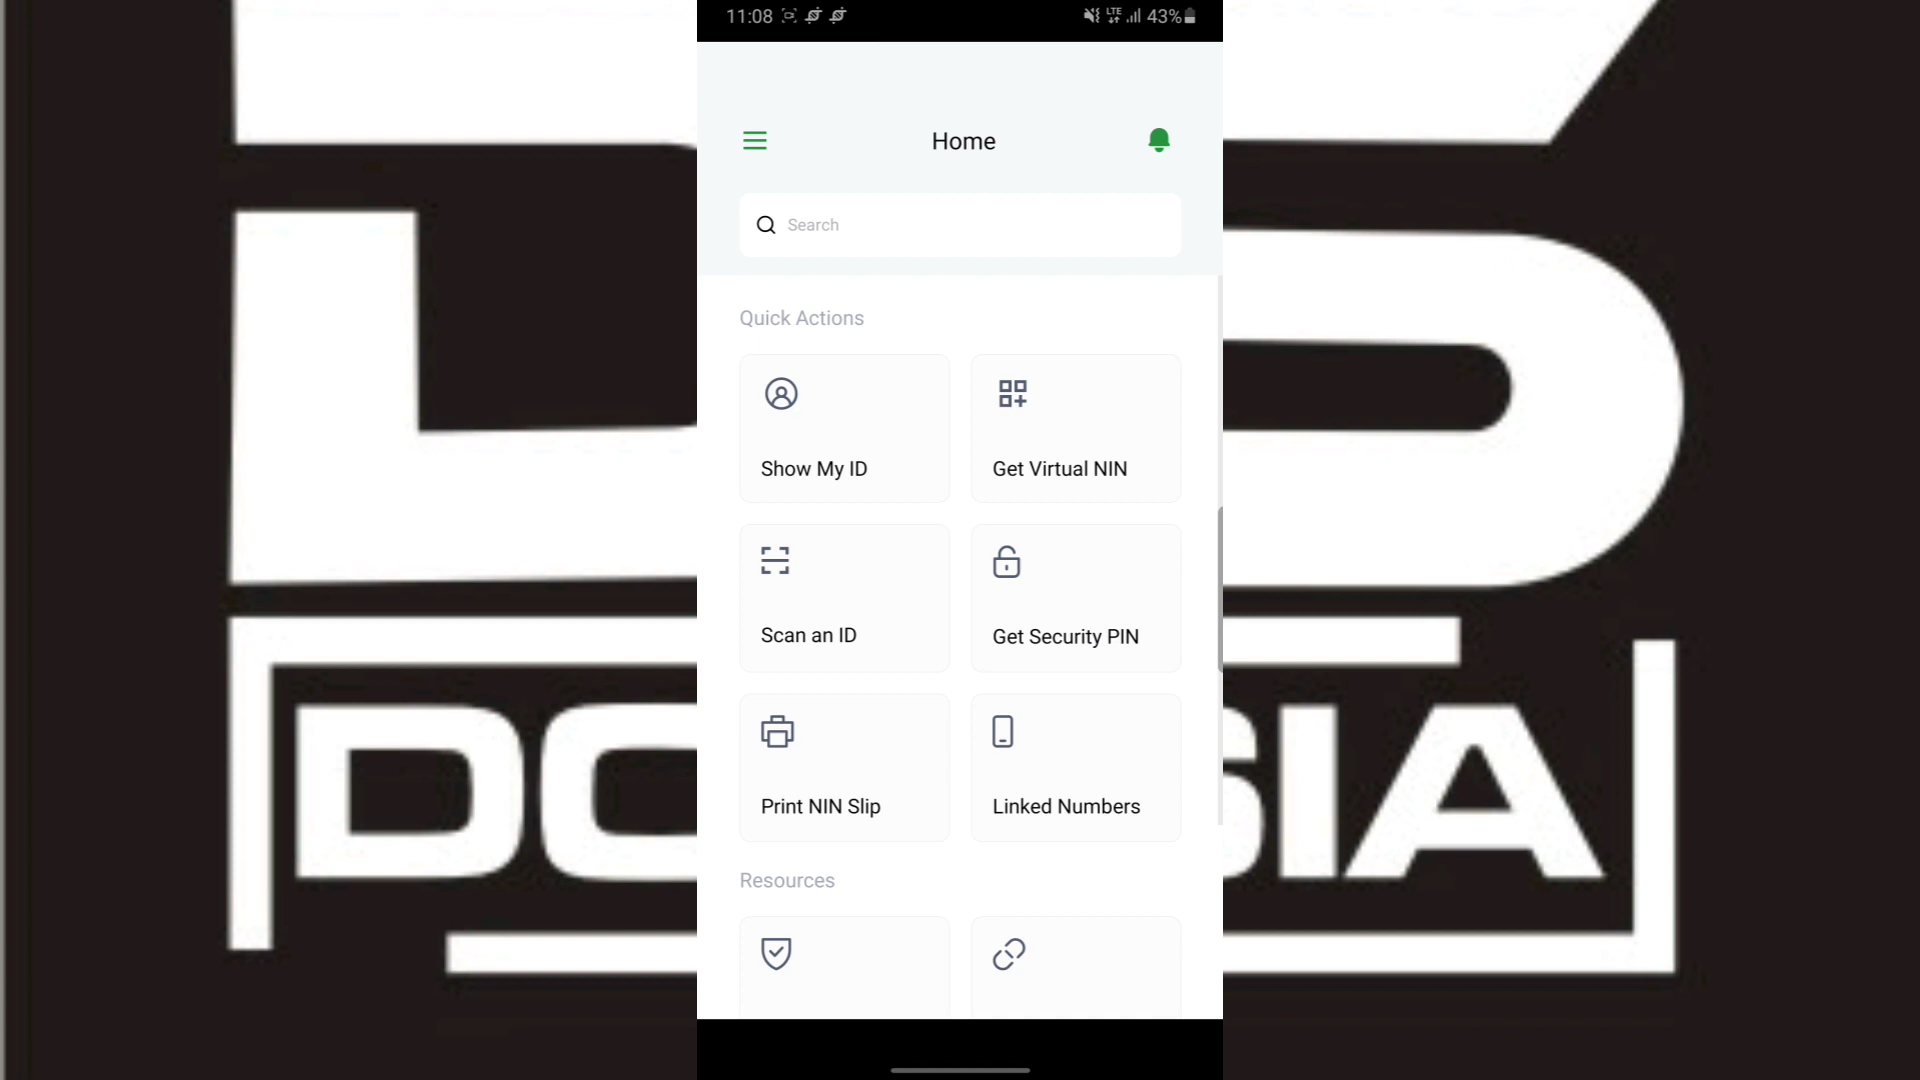 11:08
LTE
43%
Home
Search
Quick Actions
Show My ID
Get Virtual NIN
Scan an ID
Get Security PIN
Print NIN Slip
Linked Numbers
Resources